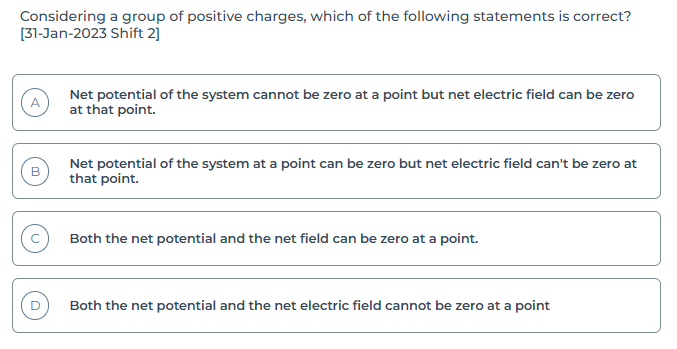 Considering a group of positive charges, which of the following statements is correct?
[31-Jan-2023 Shift 2]
A
Net potential of the system cannot be zero at a point but net electric field can be zero
at that point.
B
Net potential of the system at a point can be zero but net electric field can't be zero at
that point.
C
Both the net potential and the net field can be zero at a point.
D
Both the net potential and the net electric field cannot be zero at a point